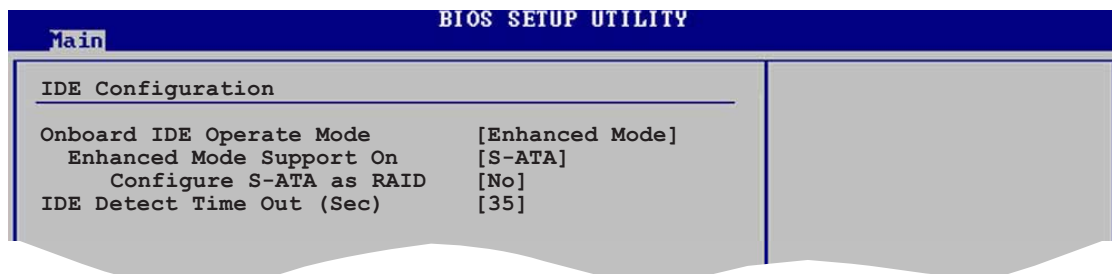 BIOS SETUP UTILITY
Main
IDE Configuration
Onboard IDE Operate Mode [Enhanced Mode]
Enhanced Mode Support On [S-ATA]
Configure S-ATA as RAID [No]
IDE Detect Time Out (Sec) [35]